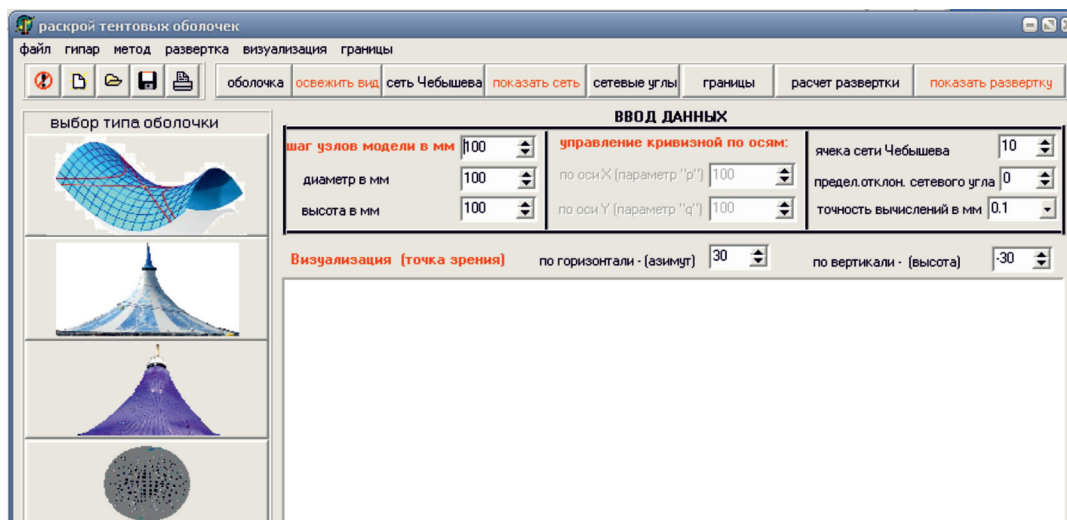 раскрой тентовых оболочек
файл гипар метод развертка визуализация границы
оболочка освежить вид сеть Чебышева показать сеть сетевые углы границы расчет развертки показать развертку
выбор типа оболочки
ВВОД ДАННЫХ
шаг узлов модели в мм 100
диаметр в мм 100
высота в мм 100
управление кривизной по осям:
по оси X (параметр "p") 100
по оси Y (параметр "q") 100
ячека сети Чебышева 10
предел.отклон. сетевого угла 0
точность вычислений в мм 0.1
Визуализация (точка зрения) по горизонтали - (азимут) 30 по вертикали - (высота) -30